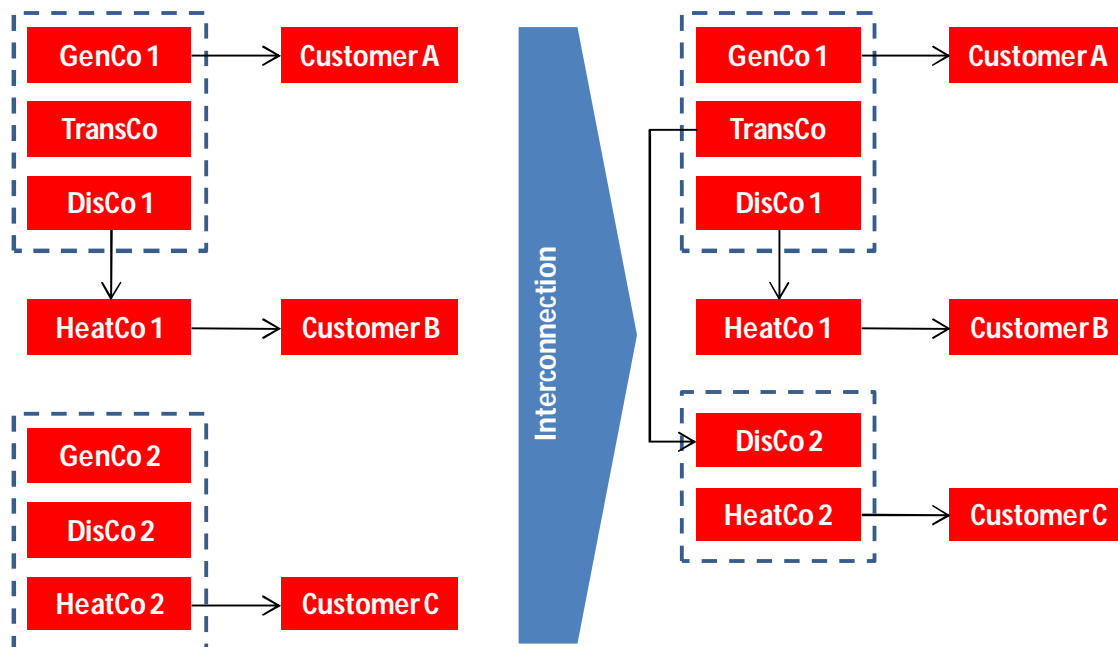 GenCo 1
Customer A
TransCo
DisCo 1
HeatCo 1
Customer B
GenCo 2
DisCo 2
HeatCo 2
Customer C
Interconnection
GenCo 1
Customer A
TransCo
DisCo 1
HeatCo 1
Customer B
DisCo 2
HeatCo 2
Customer C